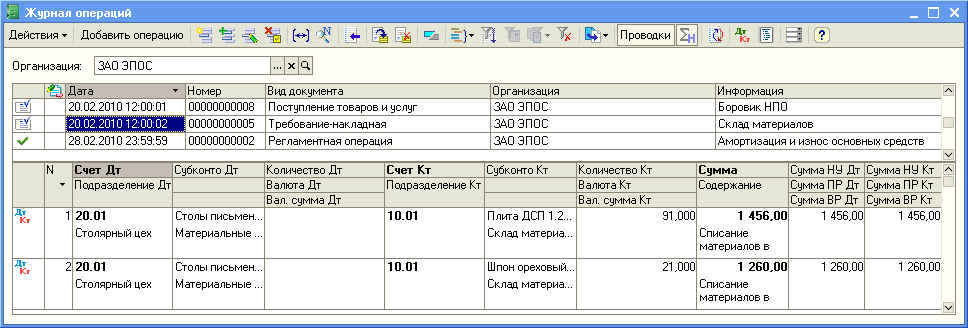 Журнал операций
Действия Добавить операцию Проводки
Организация: ЗАО ЭПОС
Дата Номер Вид документа Организация Информация
20.02.2010 12:00:01 00000000008 Поступление товаров и услуг ЗАО ЭПОС Боровик НПО
20.02.2010 12:00:02 00000000005 Требование-накладная ЗАО ЭПОС Склад материалов
28.02.2010 23:59:59 00000000002 Регламентная операция ЗАО ЭПОС Амортизация и износ основных средств
N Счет Дт Субконто Дт Количество Дт Счет Кт Субконто Кт Количество Кт Сумма Сумма НУ Дт Сумма НУ Кт
Подразделение Дт Валюта Дт Подразделение Кт Валюта Кт Содержание Сумма ПР Дт Сумма ПР Кт
Вал. сумма Дт Вал. сумма Кт Сумма ВР Дт Сумма ВР Кт
Дт Кт 1 20.01 Столы письмен... 10.01 Плита ДСП 1.2... 91,000 1 456,00 1 456,00 1 456,00
Столярный цех Материальные ... Склад материа... Списание
материалов в
Дт Кт 2 20.01 Столы письмен... 10.01 Шпон ореховый... 21,000 1 260,00 1 260,00 1 260,00
Столярный цех Материальные ... Склад материа... Списание
материалов в